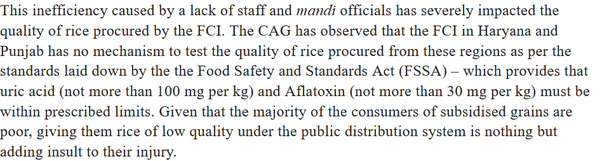 This inefficiency caused by a lack of staff and mandi officials has severely impacted the
quality of rice procured by the FCI. The CAG has observed that the FCI in Haryana and
Punjab has no mechanism to test the quality of rice procured from these regions as per the
standards laid down by the the Food Safety and Standards Act (FSSA) – which provides that
uric acid (not more than 100 mg per kg) and Aflatoxin (not more than 30 mg per kg) must be
within prescribed limits. Given that the majority of the consumers of subsidised grains are
poor, giving them rice of low quality under the public distribution system is nothing but
adding insult to their injury.